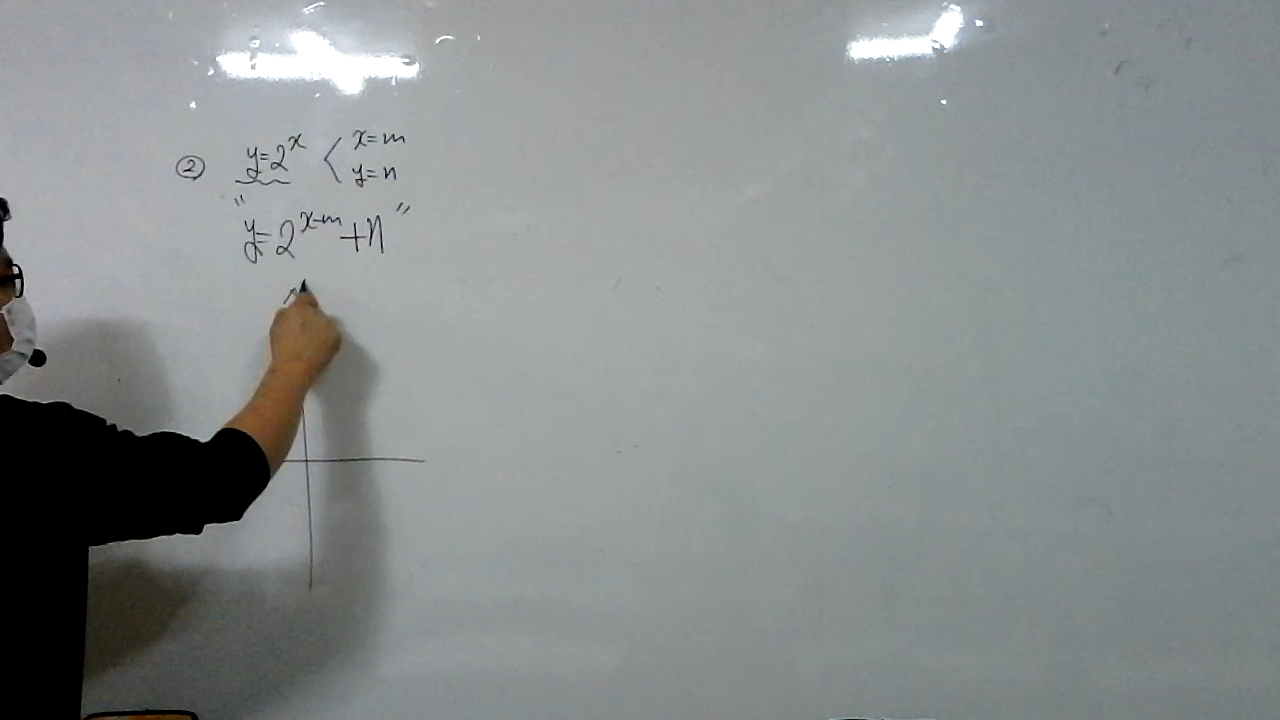 ② y=2^x < x=m
y=n
"y=2^{x-m}+n"